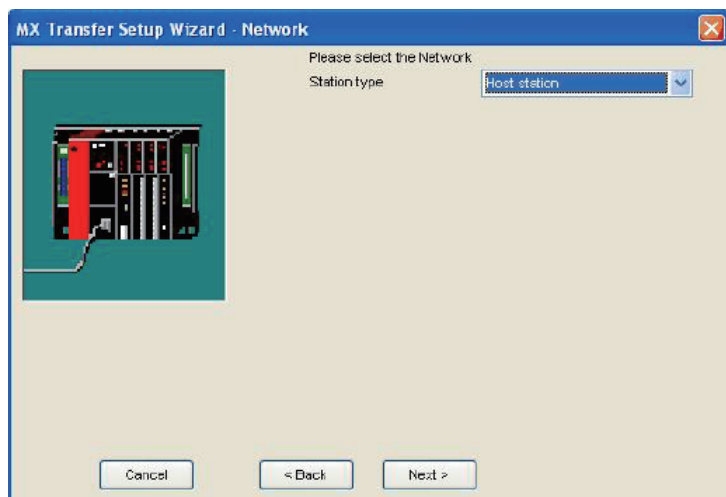 MX Transfer Setup Wizard - Network
Please select the Network
Station type
Host station
Cancel
< Back
Next >